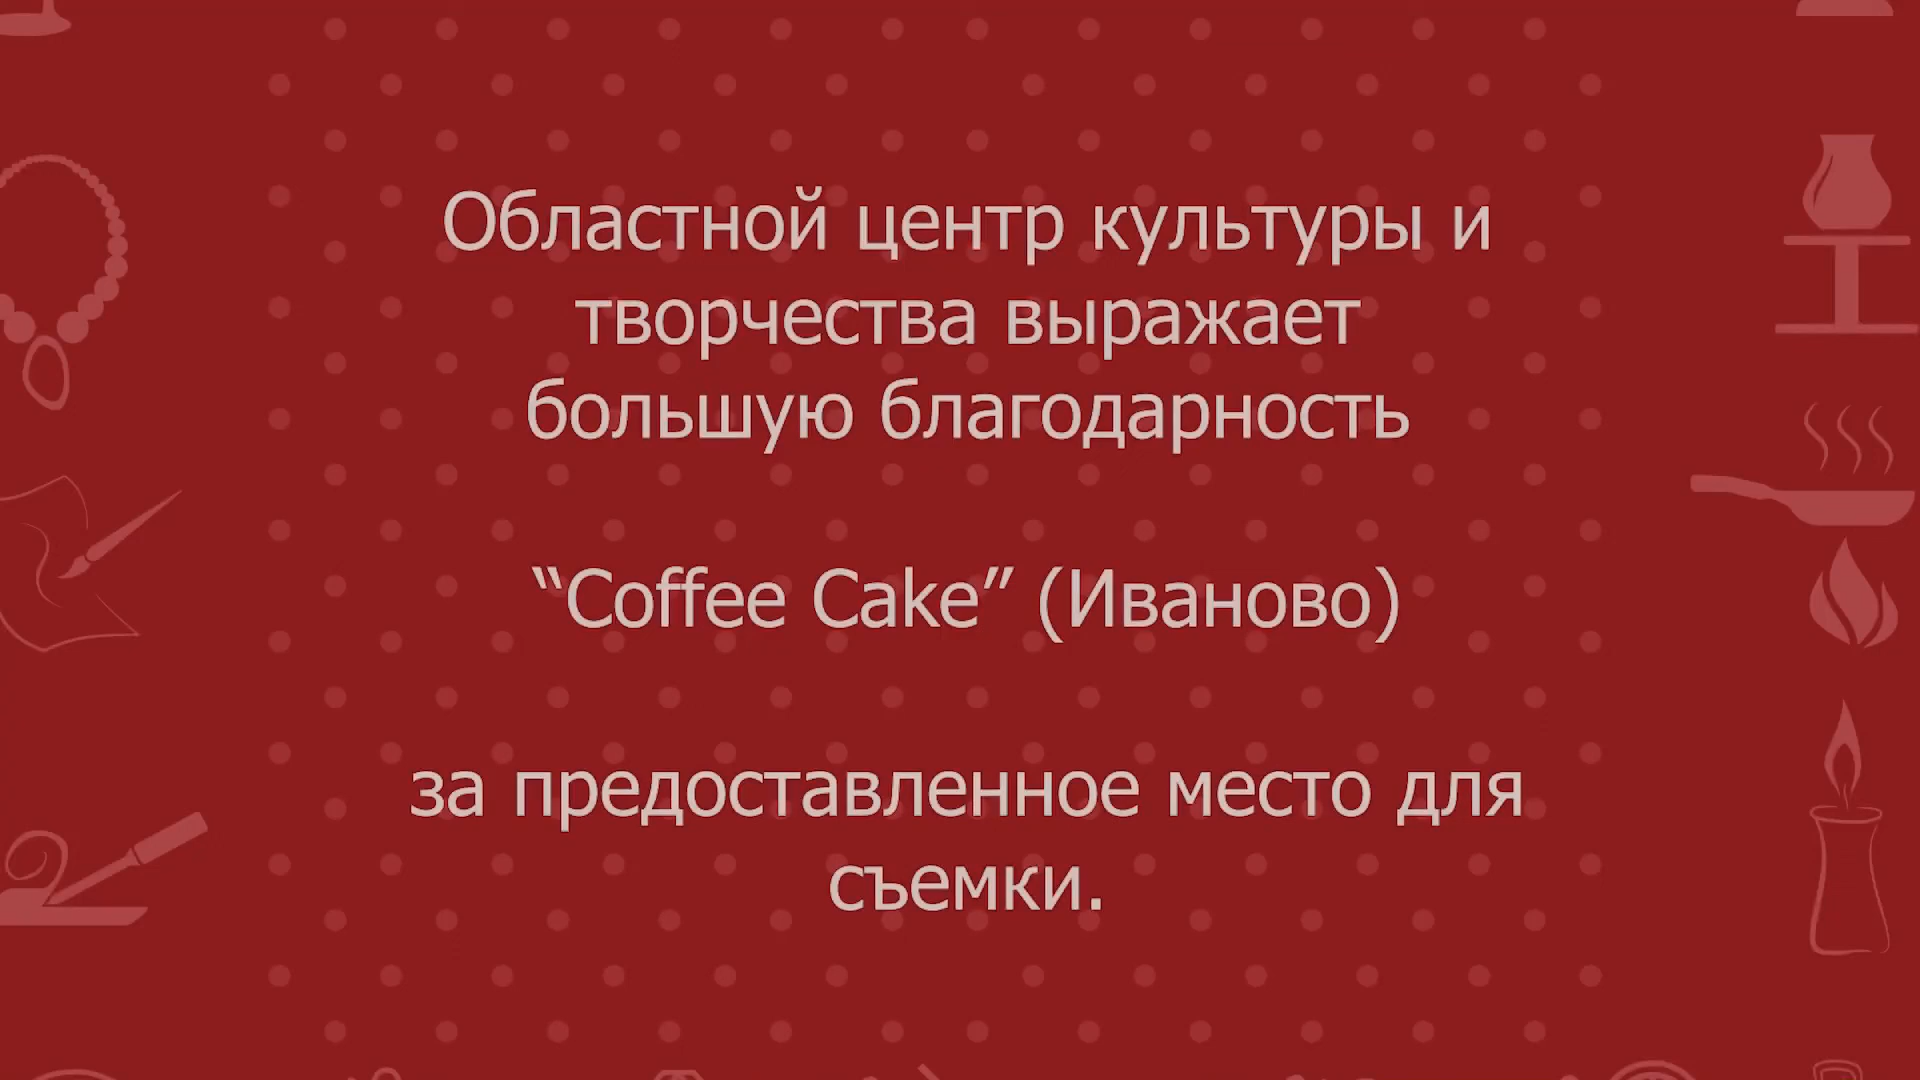 Областной центр культуры и
творчества выражает
большую благодарность
“Coffee Cake” (Иваново)
за предоставленное место для
съемки.